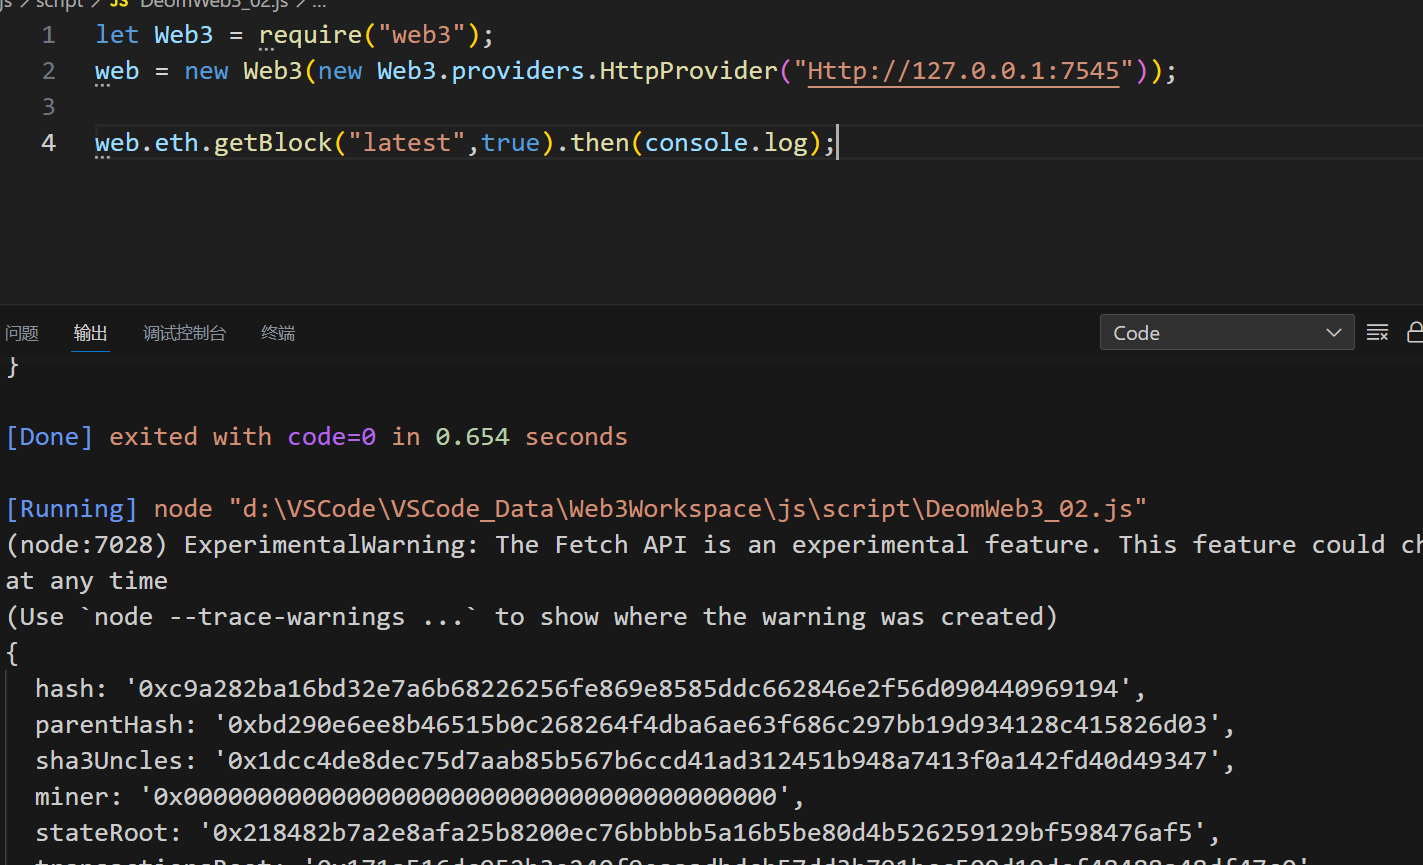 js > script > JS DeomWeb3_02.js > ...
1 let Web3 = require("web3");
2 web = new Web3(new Web3.providers.HttpProvider("Http://127.0.0.1:7545"));
3
4 web.eth.getBlock("latest",true).then(console.log);
问题 输出 调试控制台 终端 Code
}
[Done] exited with code=0 in 0.654 seconds
[Running] node "d:\VSCode\VSCode_Data\Web3Workspace\js\script\DeomWeb3_02.js"
(node:7028) ExperimentalWarning: The Fetch API is an experimental feature. This feature could
at any time
(Use `node --trace-warnings ...` to show where the warning was created)
{
hash: '0xc9a282ba16bd32e7a6b68226256fe869e8585ddc662846e2f56d090440969194',
parentHash: '0xbd290e6ee8b46515b0c268264f4dba6ae63f686c297bb19d934128c415826d03',
sha3Uncles: '0x1dcc4de8dec75d7aab85b567b6ccd41ad312451b948a7413f0a142fd40d49347',
miner: '0x0000000000000000000000000000000000000000',
stateRoot: '0x218482b7a2e8afa25b8200ec76bbbbb5a16b5be80d4b526259129bf598476af5',